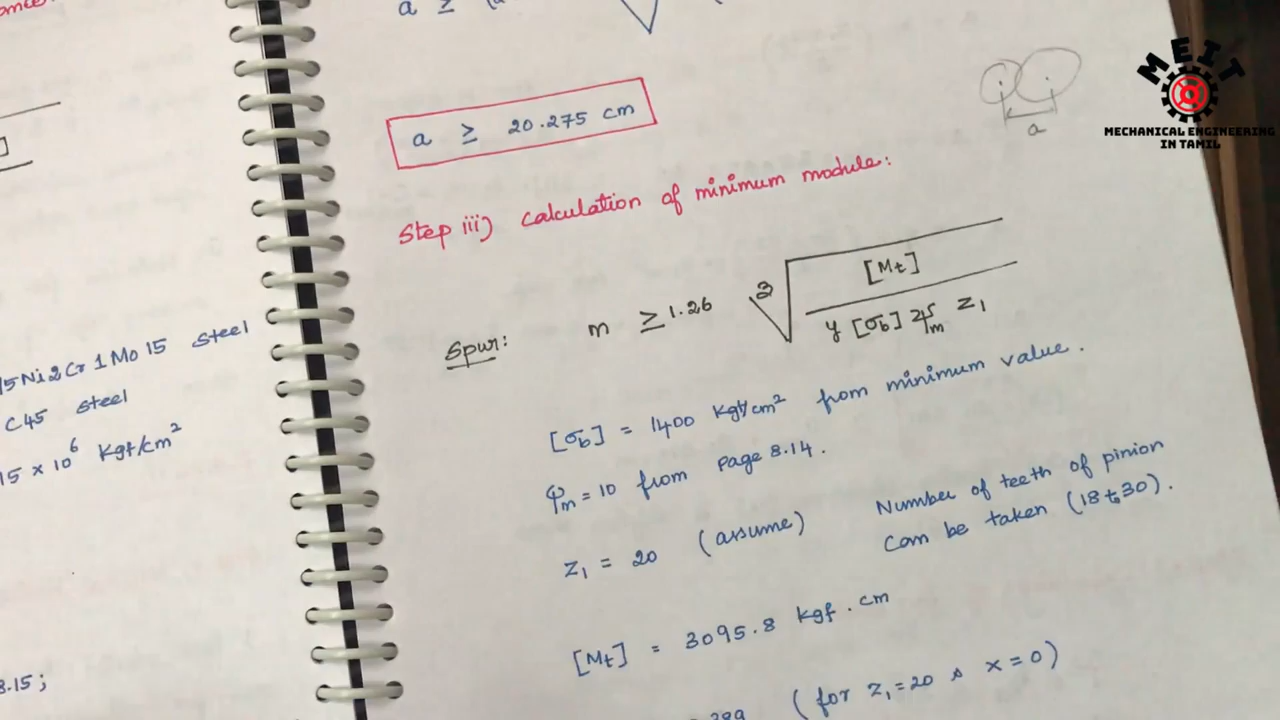 a ≥
a ≥ 20.275 cm
Step iii) Calculation of minimum module:
Spur: m ≥ 1.26 ∛([Mt] / y [σb] ψm Z1)
[σb] = 1400 Kgf/cm² from minimum value.
φm = 10 from page 8.14.
Z1 = 20 (assume) Number of teeth of pinion
can be taken (18 to 30).
[Mt] = 3095.8 kgf.cm
(for Z1=20 & x=0)
5Ni2Cr1Mo15 Steel
C45 Steel
15 × 10⁶ Kgf/cm²
8.15;
a
MEIT
MECHANICAL ENGINEERING
IN TAMIL